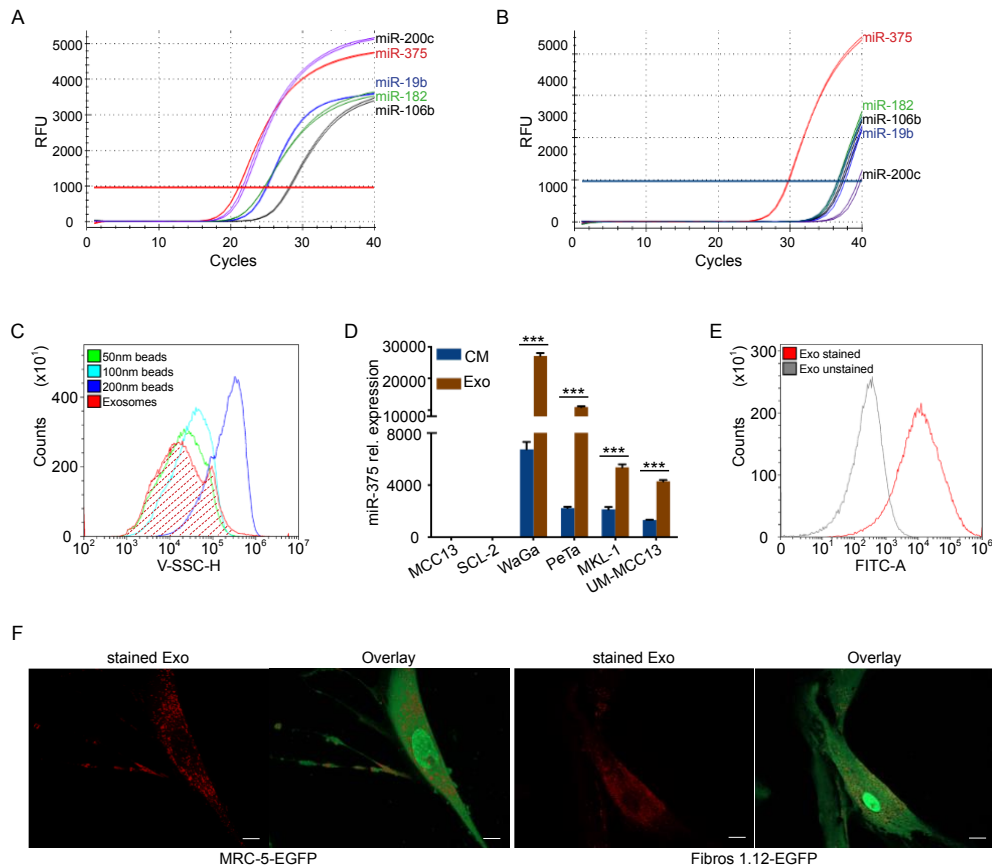 A
RFU
5000
4000
3000
2000
1000
0
miR-200c
miR-375
miR-19b
miR-182
miR-106b
0 10 20 30 40
Cycles
B
RFU
5000
4000
3000
2000
1000
0
miR-375
miR-182
miR-106b
miR-19b
miR-200c
0 10 20 30 40
Cycles
C
Counts (x10¹)
400
200
0
50nm beads
100nm beads
200nm beads
Exosomes
10² 10³ 10⁴ 10⁵ 10⁶ 10⁷
V-SSC-H
D
miR-375 rel. expression
30000
20000
10000
8000
4000
0
CM
Exo
***
***
***
***
MCC13
SCL-2
WaGa
PeTa
MKL-1
UM-MCC13
E
Counts (x10¹)
300
200
100
0
Exo stained
Exo unstained
0 10¹ 10² 10³ 10⁴ 10⁵ 10⁶
FITC-A
F
stained Exo Overlay stained Exo Overlay
MRC-5-EGFP Fibros 1.12-EGFP